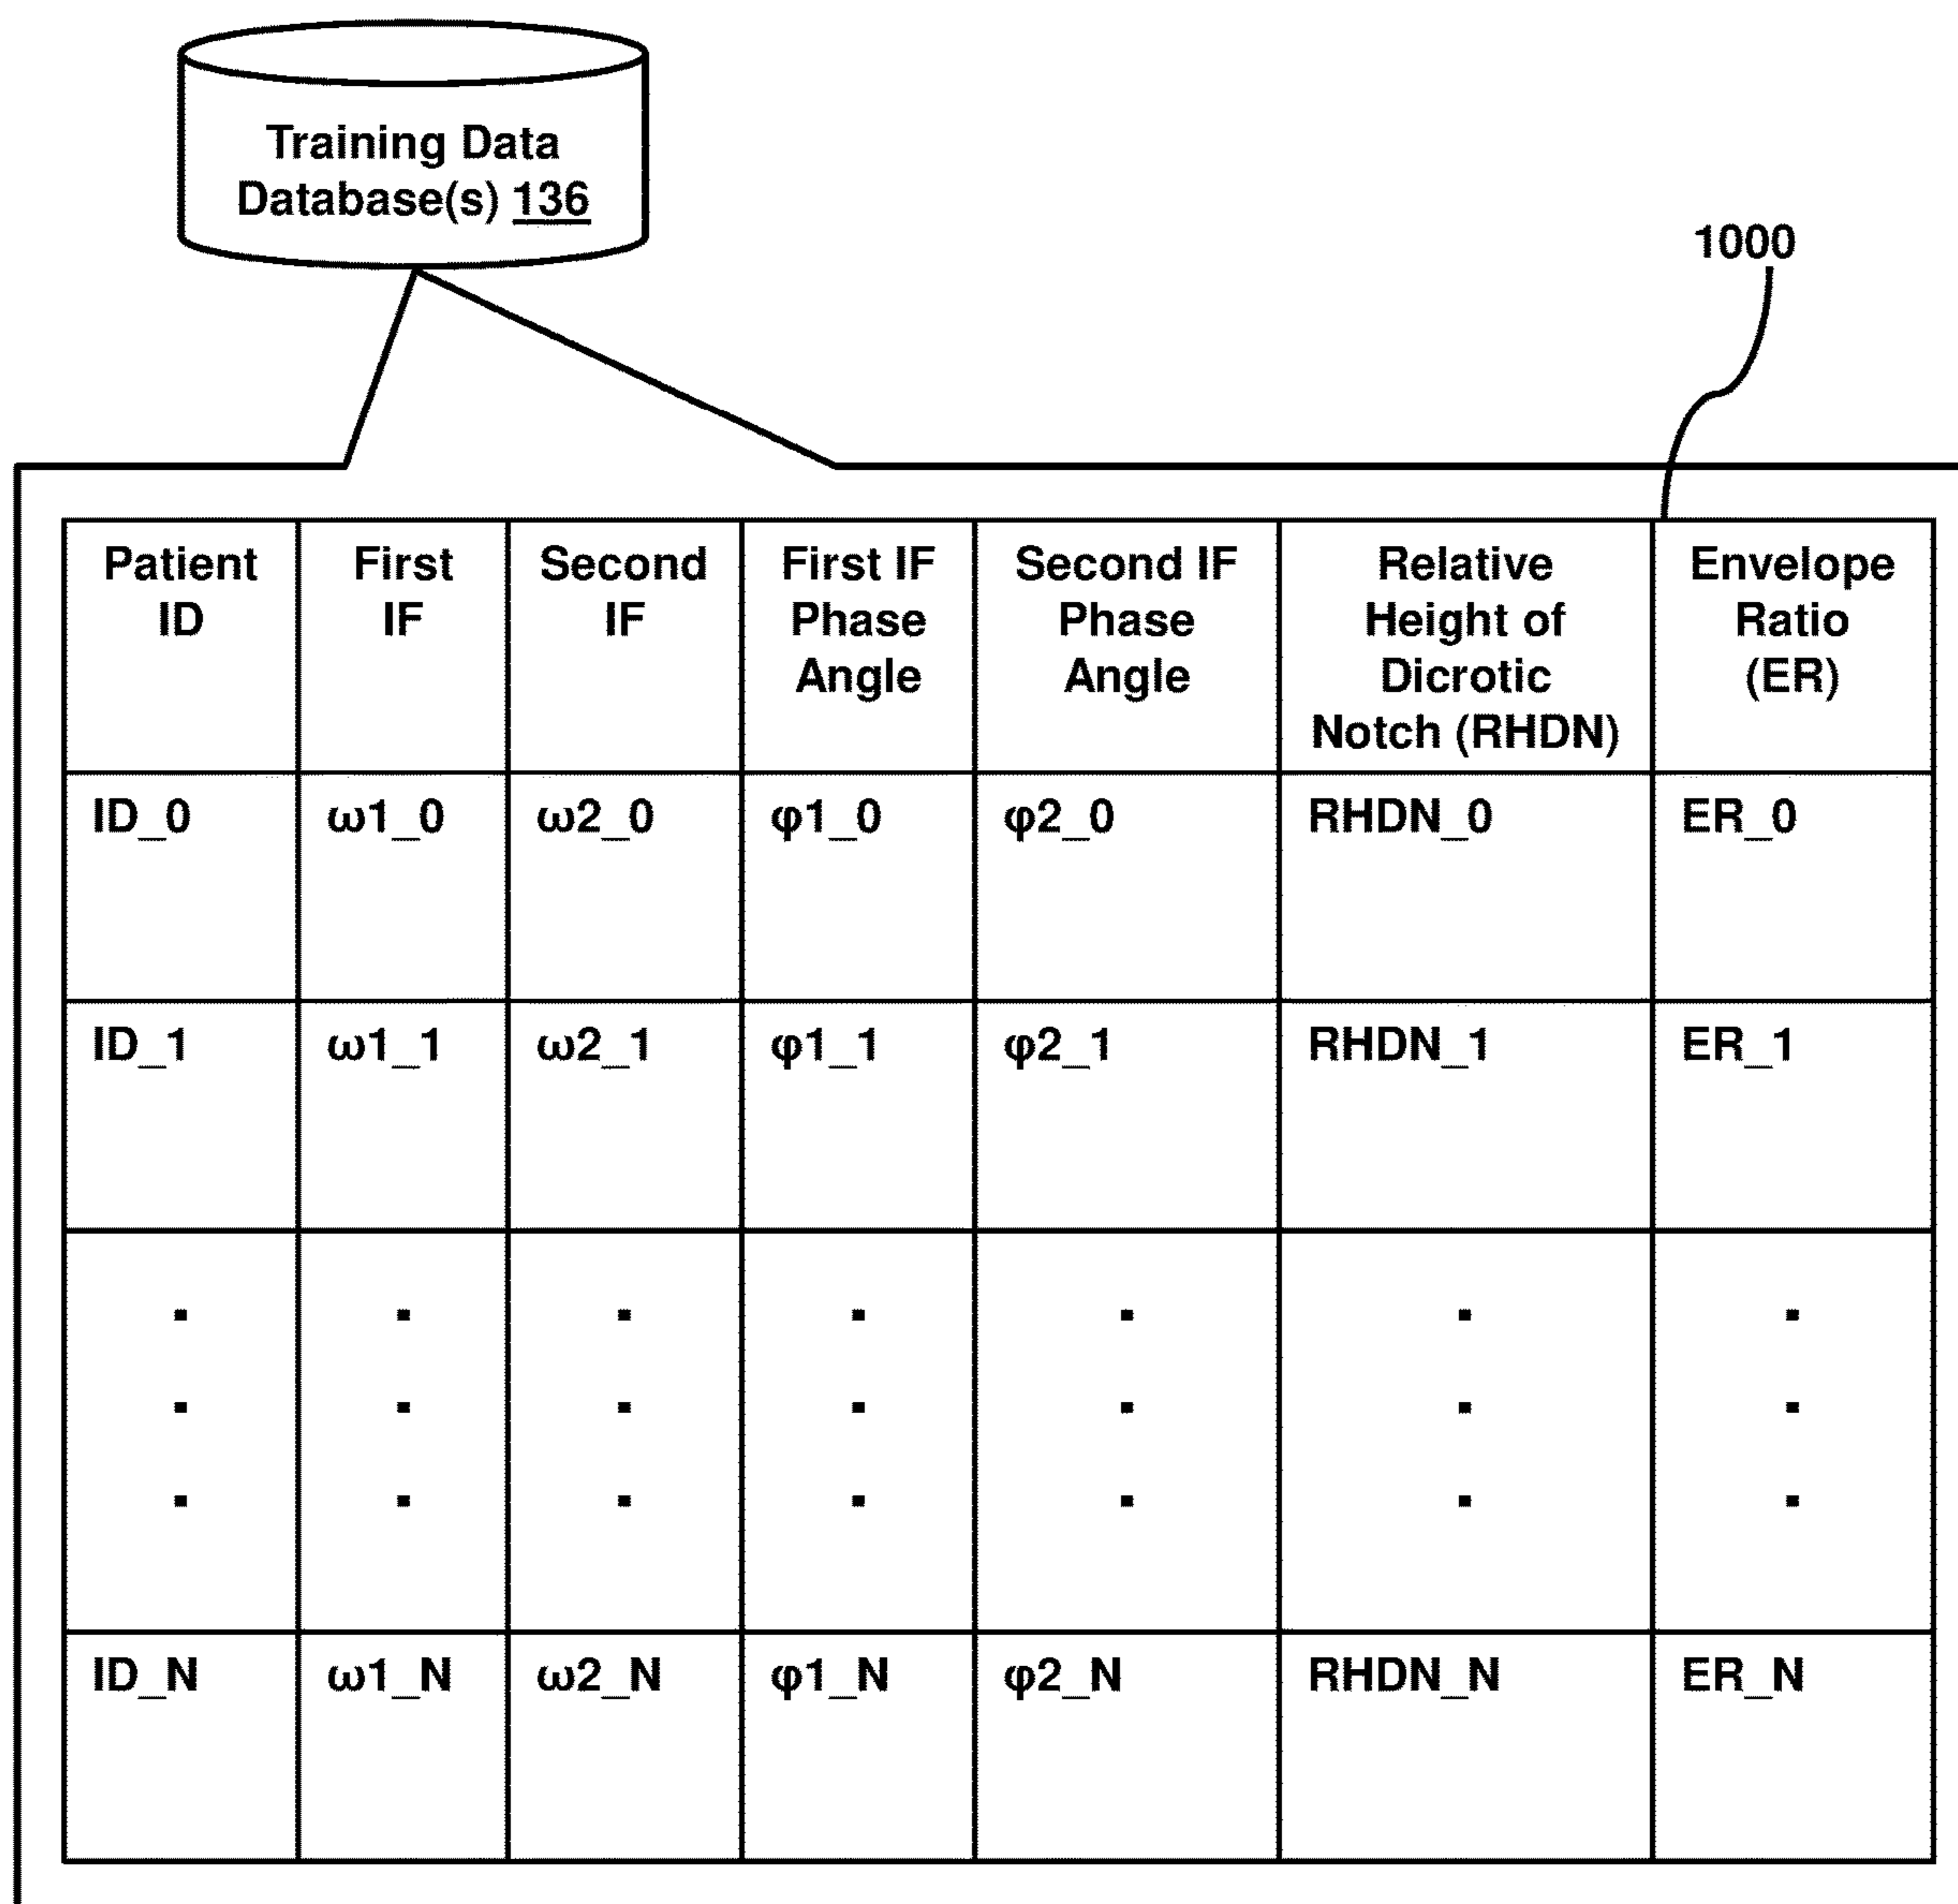 Training Data
Database(s) 136
1000
Patient
ID
First
IF
Second
IF
First IF
Phase
Angle
Second IF
Phase
Angle
Relative
Height of
Dicrotic
Notch (RHDN)
Envelope
Ratio
(ER)
ID_0 ω1_0 ω2_0 φ1_0 φ2_0 RHDN_0 ER_0
ID_1 ω1_1 ω2_1 φ1_1 φ2_1 RHDN_1 ER_1
. . . . . . .
. . . . . . .
. . . . . . .
ID_N ω1_N ω2_N φ1_N φ2_N RHDN_N ER_N